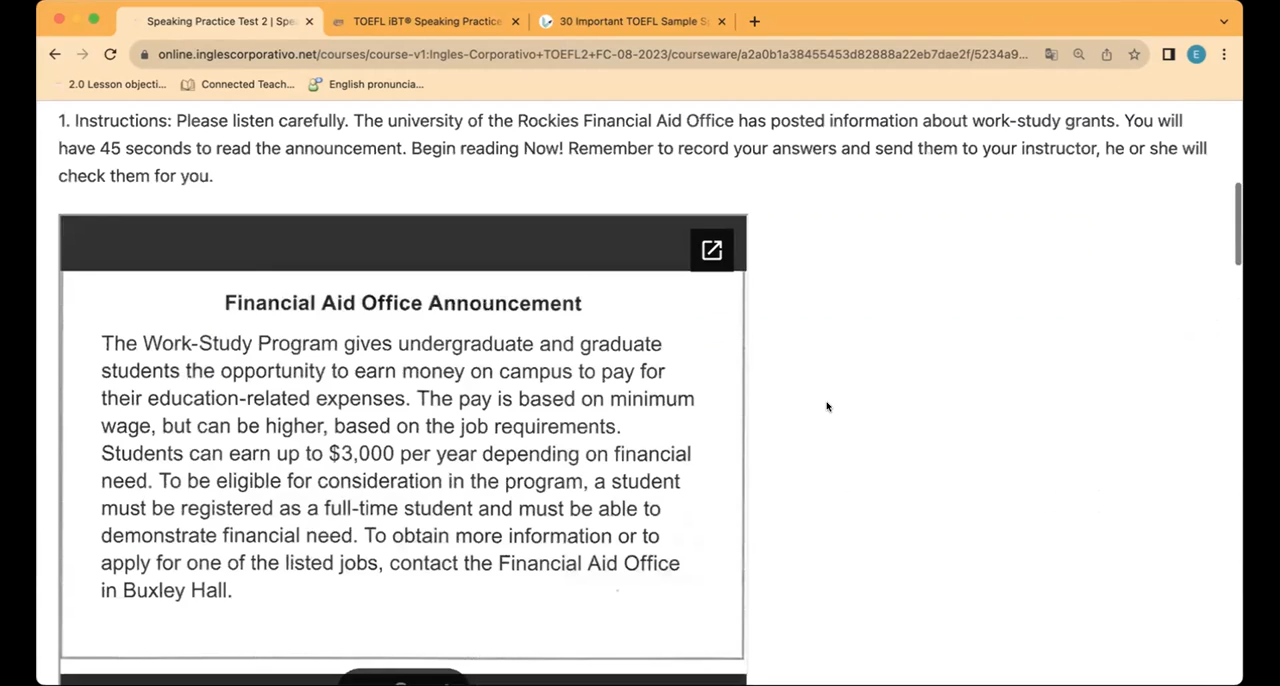 Speaking Practice Test 2 | Spe
TOEFL iBT® Speaking Practice
30 Important TOEFL Sample S
online.inglescorporativo.net/courses/course-v1:Ingles-Corporativo+TOEFL2+FC-08-2023/courseware/a2a0b1a38455453d82888a22eb7dae2f/5234a9...
E
2.0 Lesson objecti...
Connected Teach...
English pronuncia...
1. Instructions: Please listen carefully. The university of the Rockies Financial Aid Office has posted information about work-study grants. You will
have 45 seconds to read the announcement. Begin reading Now! Remember to record your answers and send them to your instructor, he or she will
check them for you.
Financial Aid Office Announcement
The Work-Study Program gives undergraduate and graduate
students the opportunity to earn money on campus to pay for
their education-related expenses. The pay is based on minimum
wage, but can be higher, based on the job requirements.
Students can earn up to $3,000 per year depending on financial
need. To be eligible for consideration in the program, a student
must be registered as a full-time student and must be able to
demonstrate financial need. To obtain more information or to
apply for one of the listed jobs, contact the Financial Aid Office
in Buxley Hall.